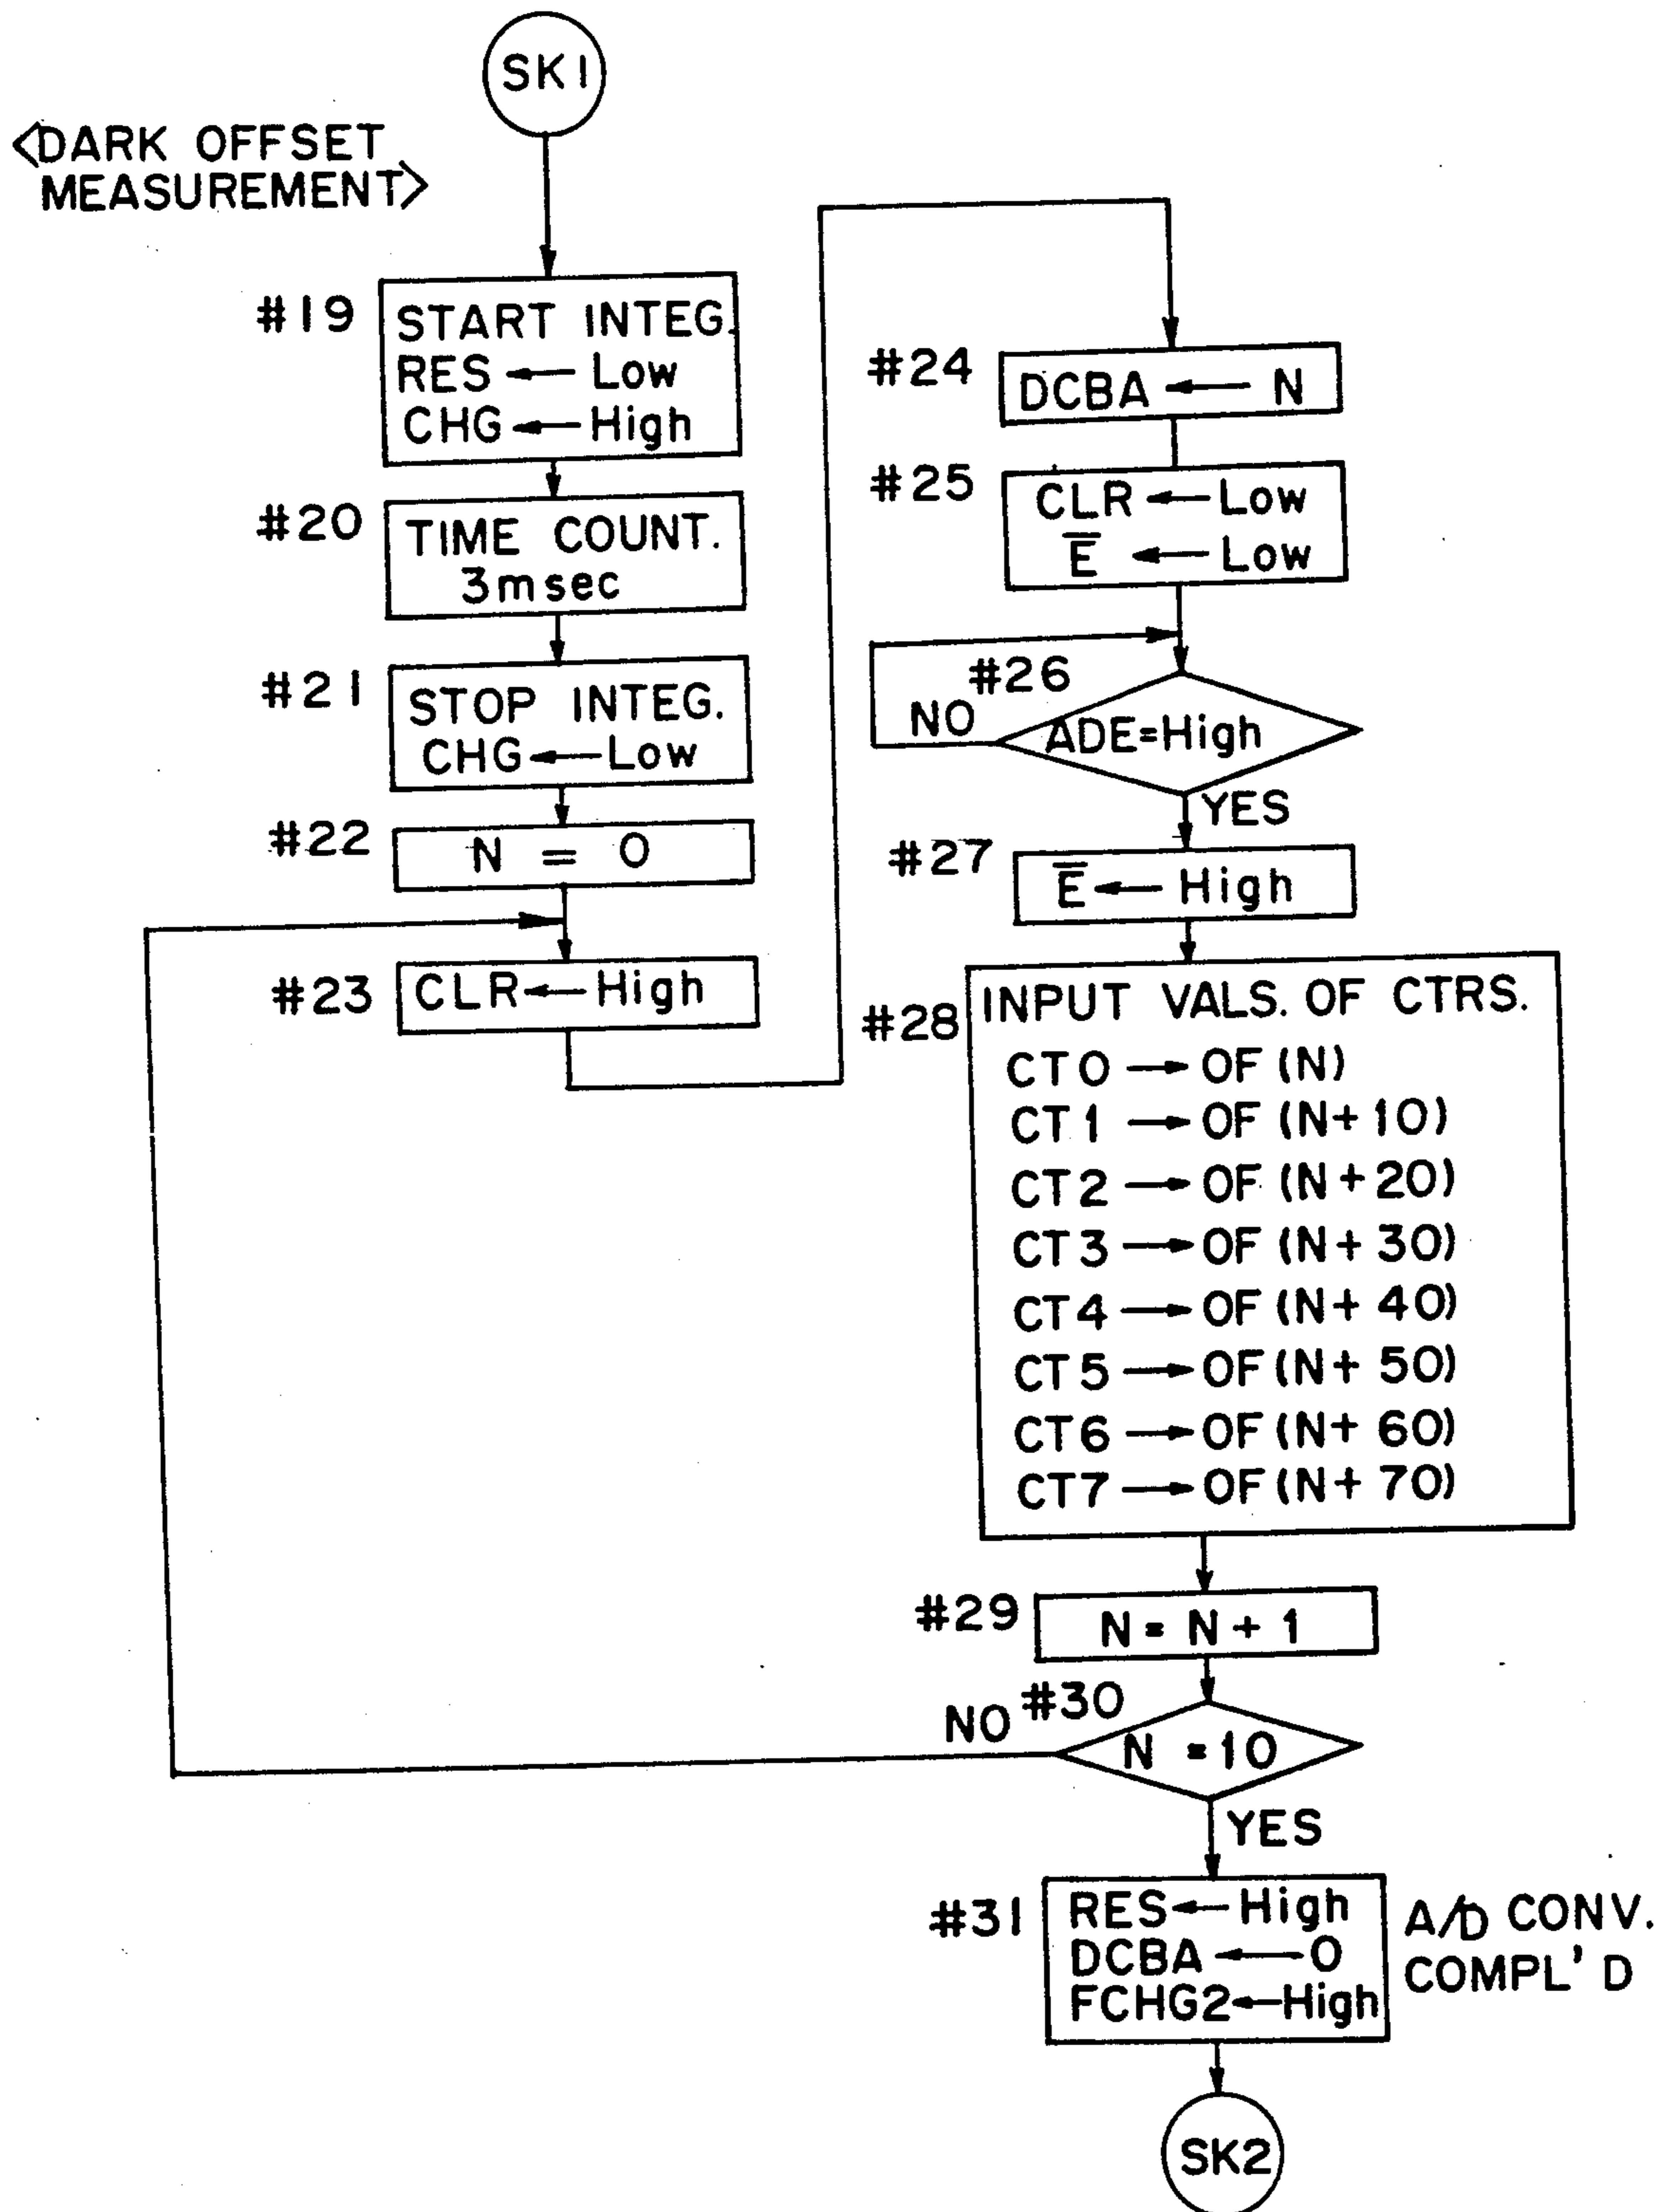 SK1
<DARK OFFSET
MEASUREMENT>
#19
START INTEG.
RES ← Low
CHG ← High
#20
TIME COUNT.
3msec
#21
STOP INTEG.
CHG ← Low
#22
N = 0
#23
CLR ← High
#24
DCBA ← N
#25
CLR ← Low
E̅ ← Low
#26
NO
ADE=High
YES
#27
E̅ ← High
#28
INPUT VALS. OF CTRS.
CT0 → OF (N)
CT1 → OF (N+10)
CT2 → OF (N+20)
CT3 → OF (N+30)
CT4 → OF (N+40)
CT5 → OF (N+50)
CT6 → OF (N+60)
CT7 → OF (N+70)
#29
N = N + 1
#30
NO
N = 10
YES
#31
RES ← High
DCBA ← 0
FCHG2 ← High
A/D CONV.
COMPL'D
SK2